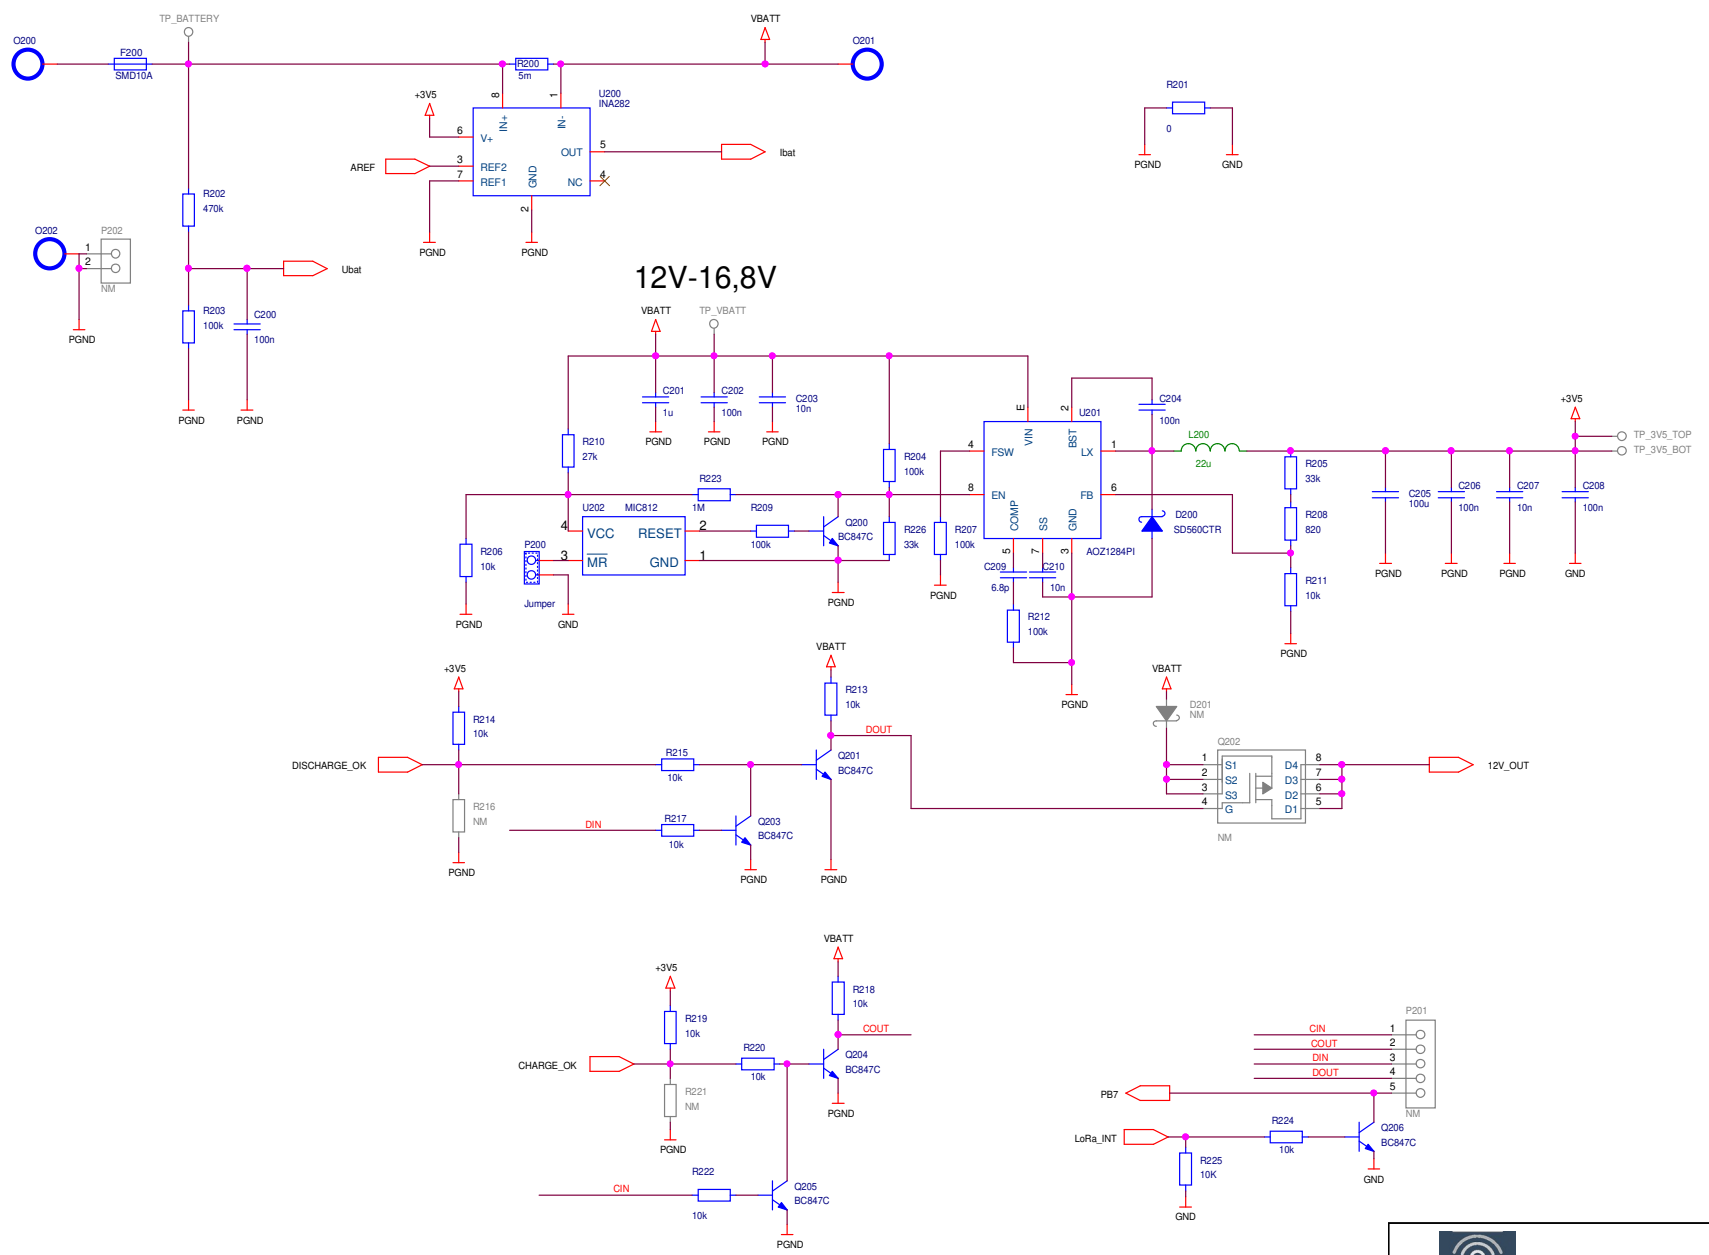 TP_BATTERY
VBATT
O200
F200
SMD10A
R200
5m
O201
U200
INA282
+3V5
8
1
IN+
IN-
6
V+
AREF
3
REF2
7
REF1
GND
OUT
5
NC
4
2
Ibat
PGND
PGND
R201
0
PGND
GND
R202
470k
O202
P202
1
2
NM
Ubat
PGND
R203
100k
C200
100n
PGND
PGND
12V-16,8V
VBATT
TP_VBATT
C201
1u
C202
100n
C203
10n
PGND
PGND
PGND
R210
27k
R204
100k
R223
1M
U202
MIC812
4
VCC
RESET
2
3
MR
GND
1
R209
100k
Q200
BC847C
R226
33k
R206
10k
P200
Jumper
PGND
GND
PGND
R207
100k
PGND
E
2
U201
VIN
BST
4
FSW
LX
1
8
EN
FB
6
COMP
SS
GND
5
7
3
AOZ1284PI
C204
100n
L200
22u
D200
SD560CTR
C209
6.8p
C210
10n
R212
100k
PGND
R205
33k
R208
820
R211
10k
PGND
C205
100u
C206
100n
C207
10n
C208
100n
+3V5
TP_3V5_TOP
TP_3V5_BOT
PGND
PGND
PGND
GND
+3V5
R214
10k
DISCHARGE_OK
R216
NM
PGND
R215
10k
DIN
R217
10k
Q203
BC847C
PGND
VBATT
R213
10k
DOUT
Q201
BC847C
PGND
VBATT
D201
NM
Q202
1
S1
D4
8
2
S2
D3
7
3
S3
D2
6
4
G
D1
5
NM
12V_OUT
VBATT
+3V5
R218
10k
R219
10k
COUT
R220
10k
Q204
BC847C
CHARGE_OK
R221
NM
PGND
PGND
R222
10k
CIN
Q205
BC847C
PGND
P201
CIN
1
COUT
2
DIN
3
DOUT
4
PB7
5
NM
LoRa_INT
R224
10k
Q206
BC847C
R225
10K
GND
GND